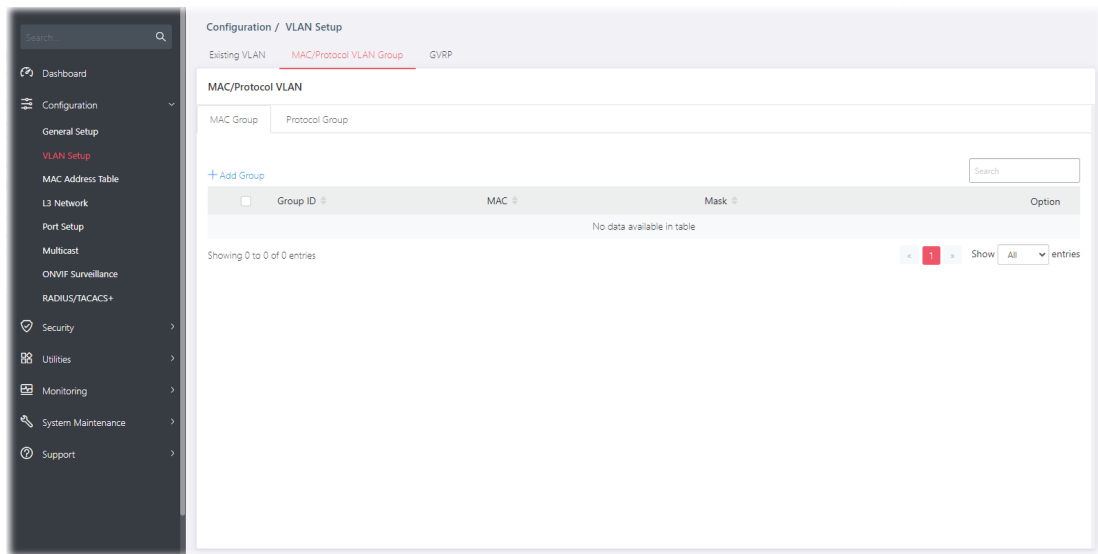 Search...
Dashboard
Configuration
General Setup
VLAN Setup
MAC Address Table
L3 Network
Port Setup
Multicast
ONVIF Surveillance
RADIUS/TACACS+
Security
Utilities
Monitoring
System Maintenance
Support
Configuration / VLAN Setup
Existing VLAN MAC/Protocol VLAN Group GVRP
MAC/Protocol VLAN
MAC Group Protocol Group
+ Add Group Search
Group ID MAC Mask Option
No data available in table
Showing 0 to 0 of 0 entries « 1 » Show All entries